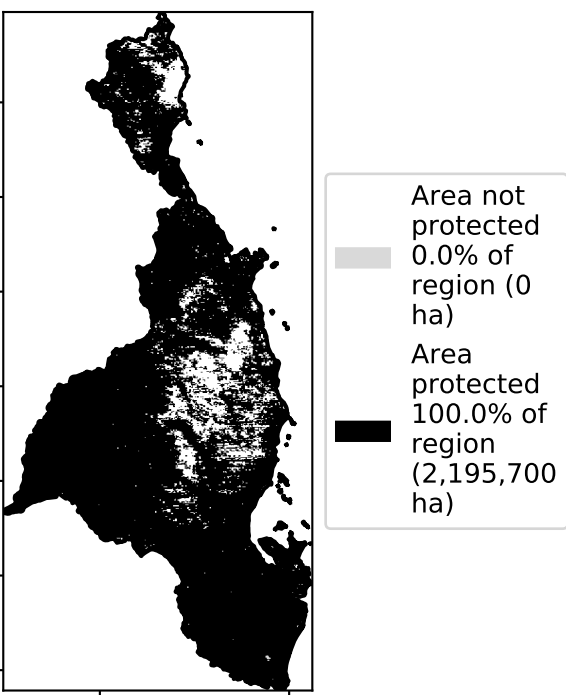 Area not
protected
0.0% of
region (0
ha)
Area
protected
100.0% of
region
(2,195,700
ha)